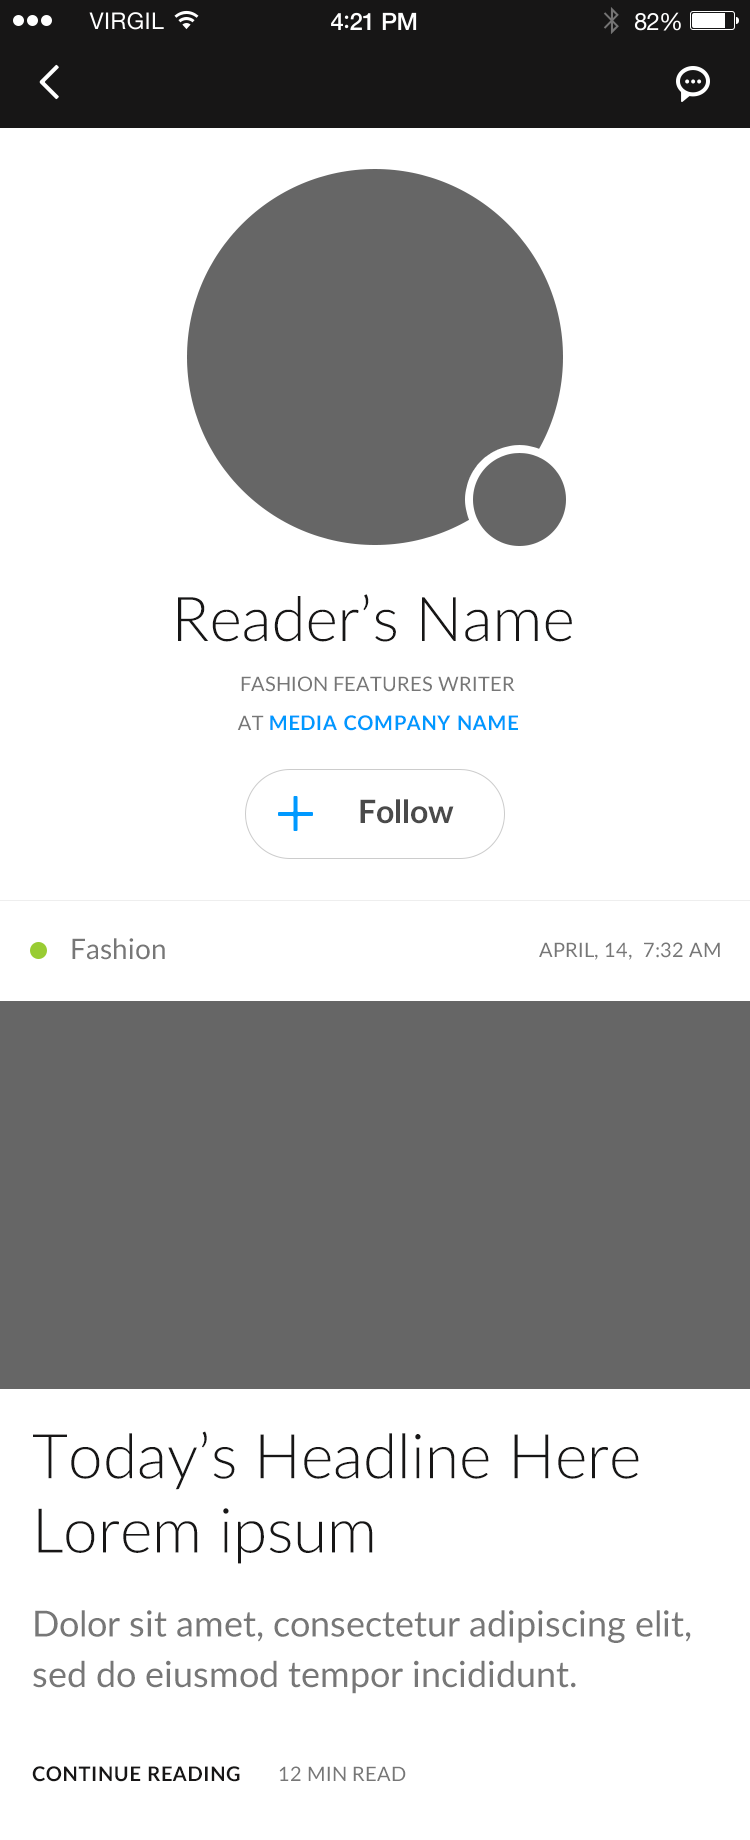 VIRGIL 4:21 PM 82%
Reader’s Name
FASHION FEATURES WRITER
AT MEDIA COMPANY NAME
Follow
Fashion APRIL, 14, 7:32 AM
Today’s Headline Here
Lorem ipsum
Dolor sit amet, consectetur adipiscing elit,
sed do eiusmod tempor incididunt.
CONTINUE READING 12 MIN READ